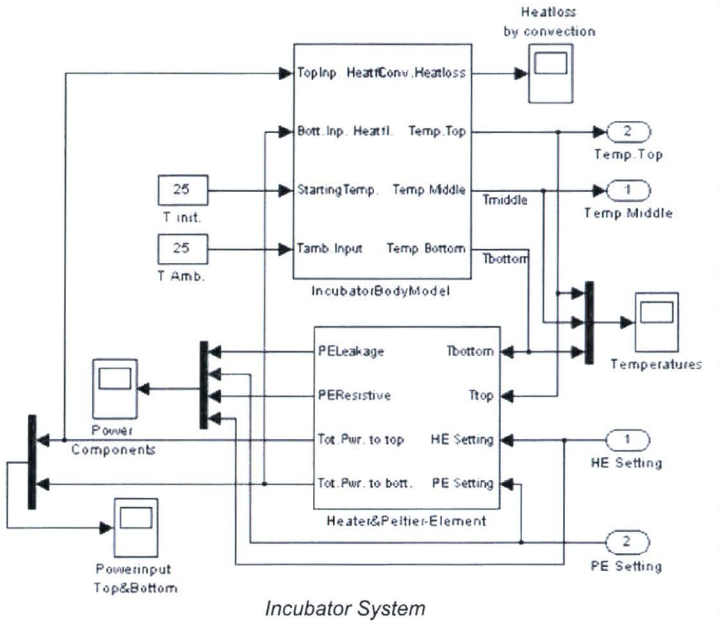 Heatloss
by convection
TopInp. Heatfl
Conv.Heatloss
Bott.Inp. Heatfl.
Temp.Top
2
Temp.Top
25
T init.
StartingTemp.
Temp Middle
Tmiddle
1
Temp Middle
25
T Amb.
Tamb.Input
Temp Bottom
Tbottom
IncubatorBodyModel
Temperatures
PELeakage
Tbottom
PEResistive
Ttop
Power
Components
Tot.Pwr. to top
HE Setting
1
HE Setting
Tot.Pwr. to bott.
PE Setting
Heater&Peltier-Element
2
PE Setting
Powerinput
Top&Bottom
Incubator System